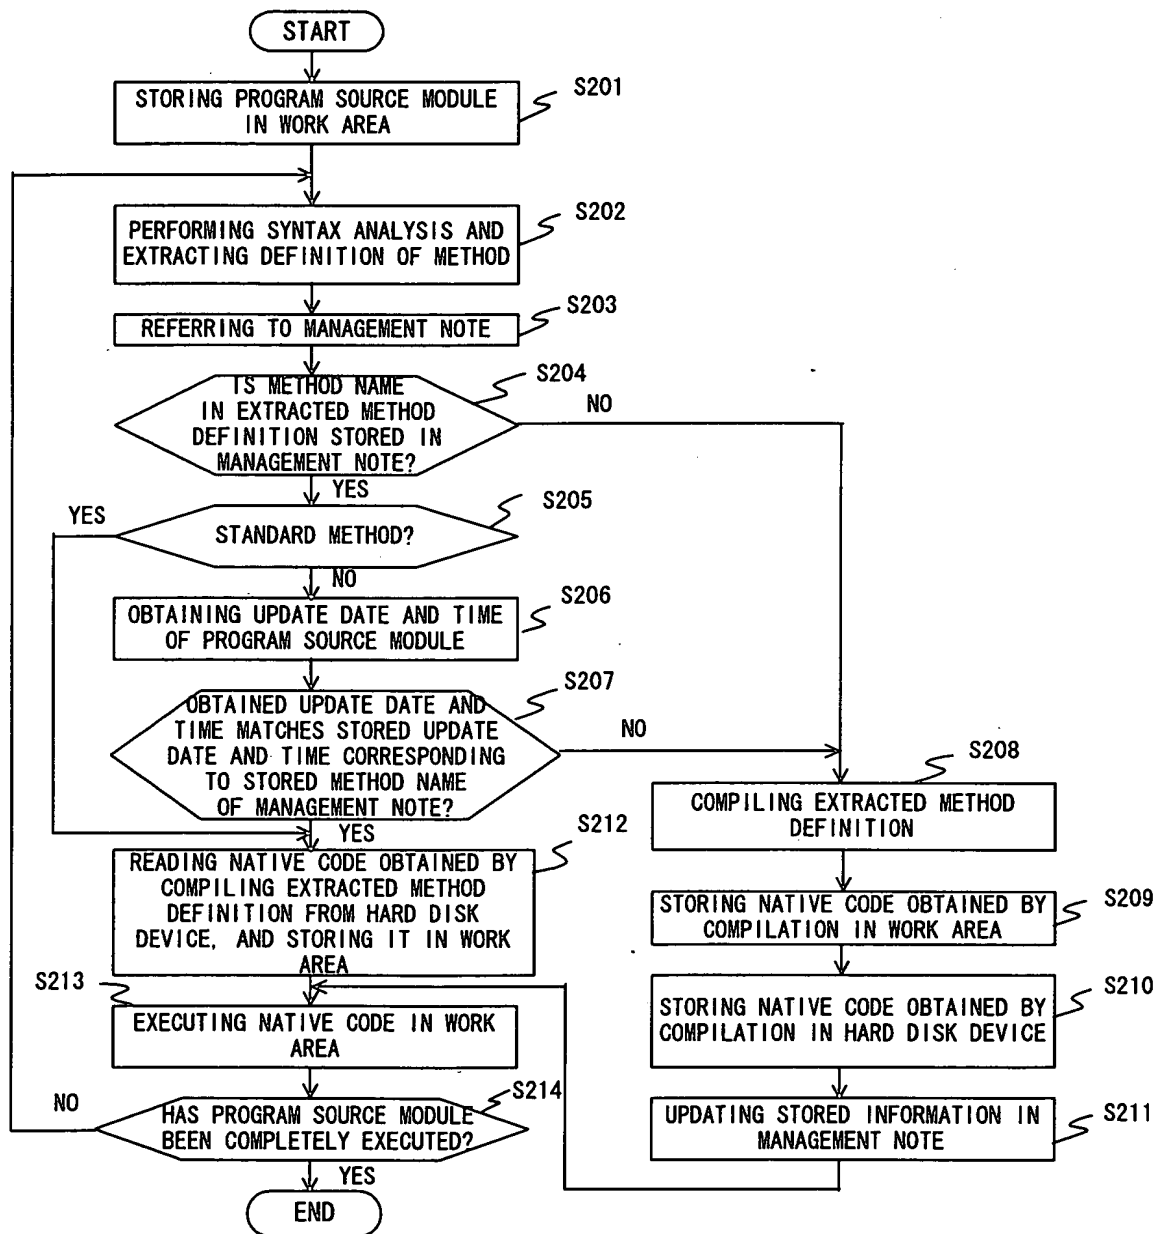 START
STORING PROGRAM SOURCE MODULE
IN WORK AREA
S201
PERFORMING SYNTAX ANALYSIS AND
EXTRACTING DEFINITION OF METHOD
S202
REFERRING TO MANAGEMENT NOTE
S203
IS METHOD NAME
IN EXTRACTED METHOD
DEFINITION STORED IN
MANAGEMENT NOTE?
S204
NO
YES
STANDARD METHOD?
S205
YES
NO
OBTAINING UPDATE DATE AND TIME
OF PROGRAM SOURCE MODULE
S206
OBTAINED UPDATE DATE AND
TIME MATCHES STORED UPDATE
DATE AND TIME CORRESPONDING
TO STORED METHOD NAME
OF MANAGEMENT NOTE?
S207
NO
YES
COMPILING EXTRACTED METHOD
DEFINITION
S208
STORING NATIVE CODE OBTAINED BY
COMPILATION IN WORK AREA
S209
STORING NATIVE CODE OBTAINED BY
COMPILATION IN HARD DISK DEVICE
S210
UPDATING STORED INFORMATION IN
MANAGEMENT NOTE
S211
READING NATIVE CODE OBTAINED BY
COMPILING EXTRACTED METHOD
DEFINITION FROM HARD DISK
DEVICE, AND STORING IT IN WORK
AREA
S212
EXECUTING NATIVE CODE IN WORK
AREA
S213
HAS PROGRAM SOURCE MODULE
BEEN COMPLETELY EXECUTED?
S214
NO
YES
END